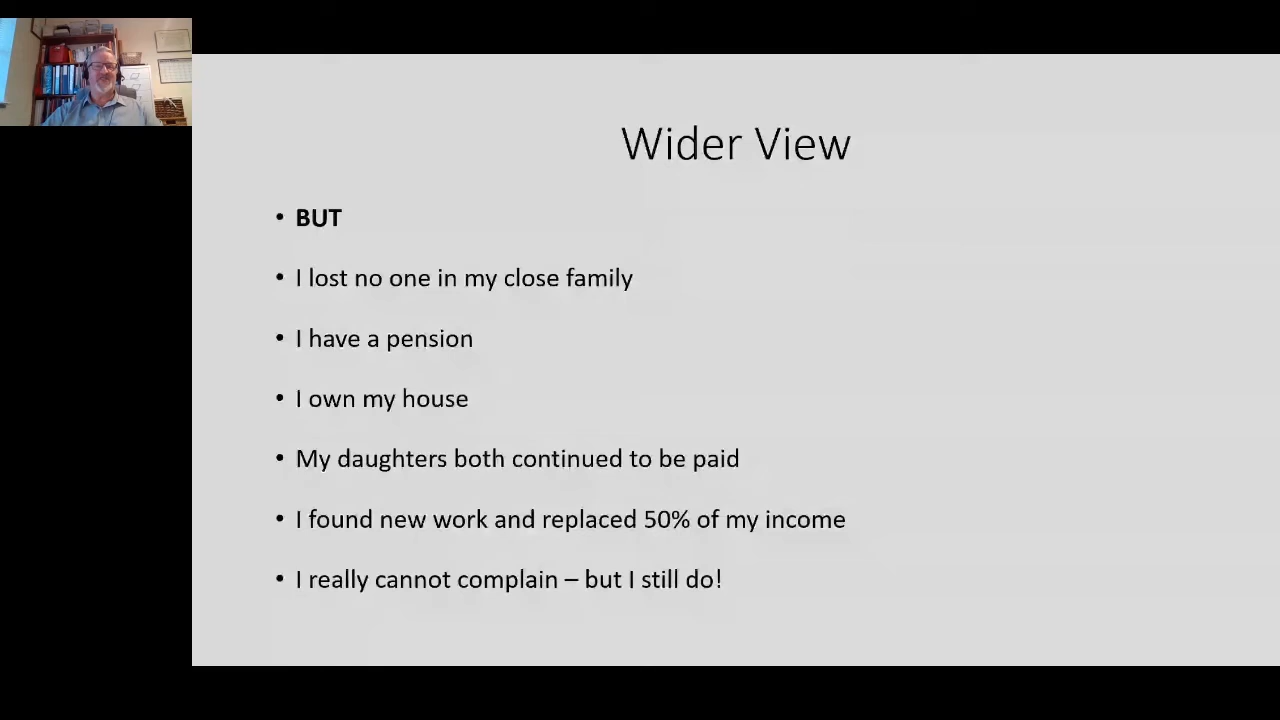 Wider View
• BUT
• I lost no one in my close family
• I have a pension
• I own my house
• My daughters both continued to be paid
• I found new work and replaced 50% of my income
• I really cannot complain – but I still do!